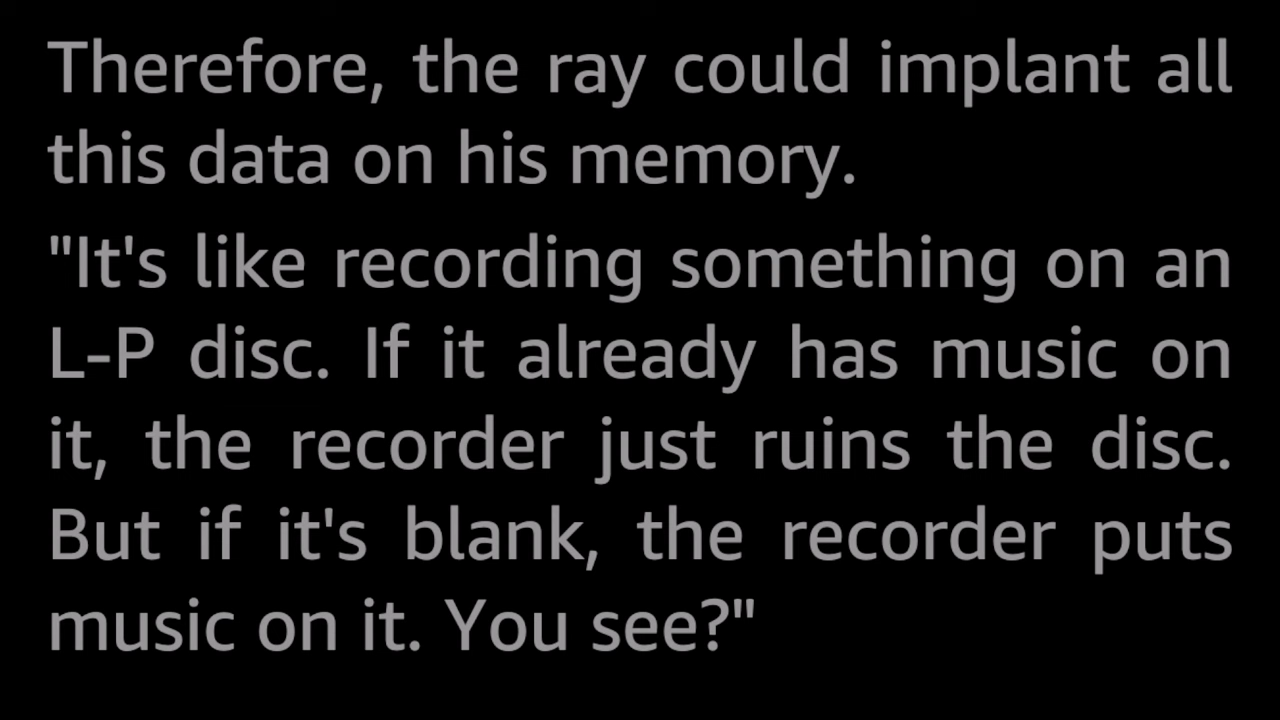 Therefore, the ray could implant all
this data on his memory.
"It's like recording something on an
L-P disc. If it already has music on
it, the recorder just ruins the disc.
But if it's blank, the recorder puts
music on it. You see?"